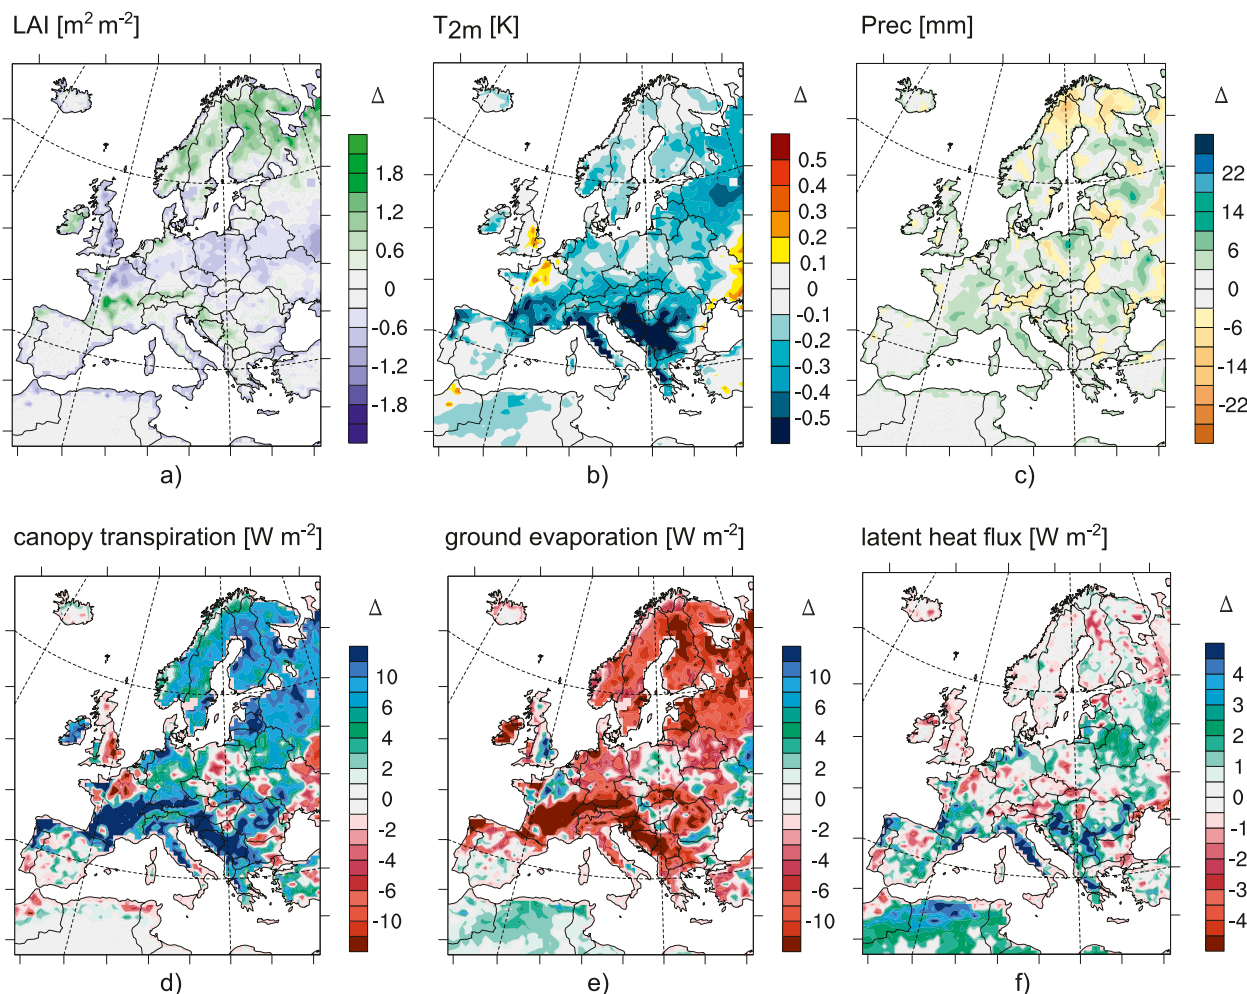 LAI [m² m⁻²]
T₂ₘ [K]
Prec [mm]
Δ
1.8
1.2
0.6
0
-0.6
-1.2
-1.8
Δ
0.5
0.4
0.3
0.2
0.1
0
-0.1
-0.2
-0.3
-0.4
-0.5
Δ
22
14
6
0
-6
-14
-22
a)
b)
c)
canopy transpiration [W m⁻²]
ground evaporation [W m⁻²]
latent heat flux [W m⁻²]
Δ
10
6
4
2
0
-2
-4
-6
-10
Δ
10
6
4
2
0
-2
-4
-6
-10
Δ
4
3
2
1
0
-1
-2
-3
-4
d)
e)
f)